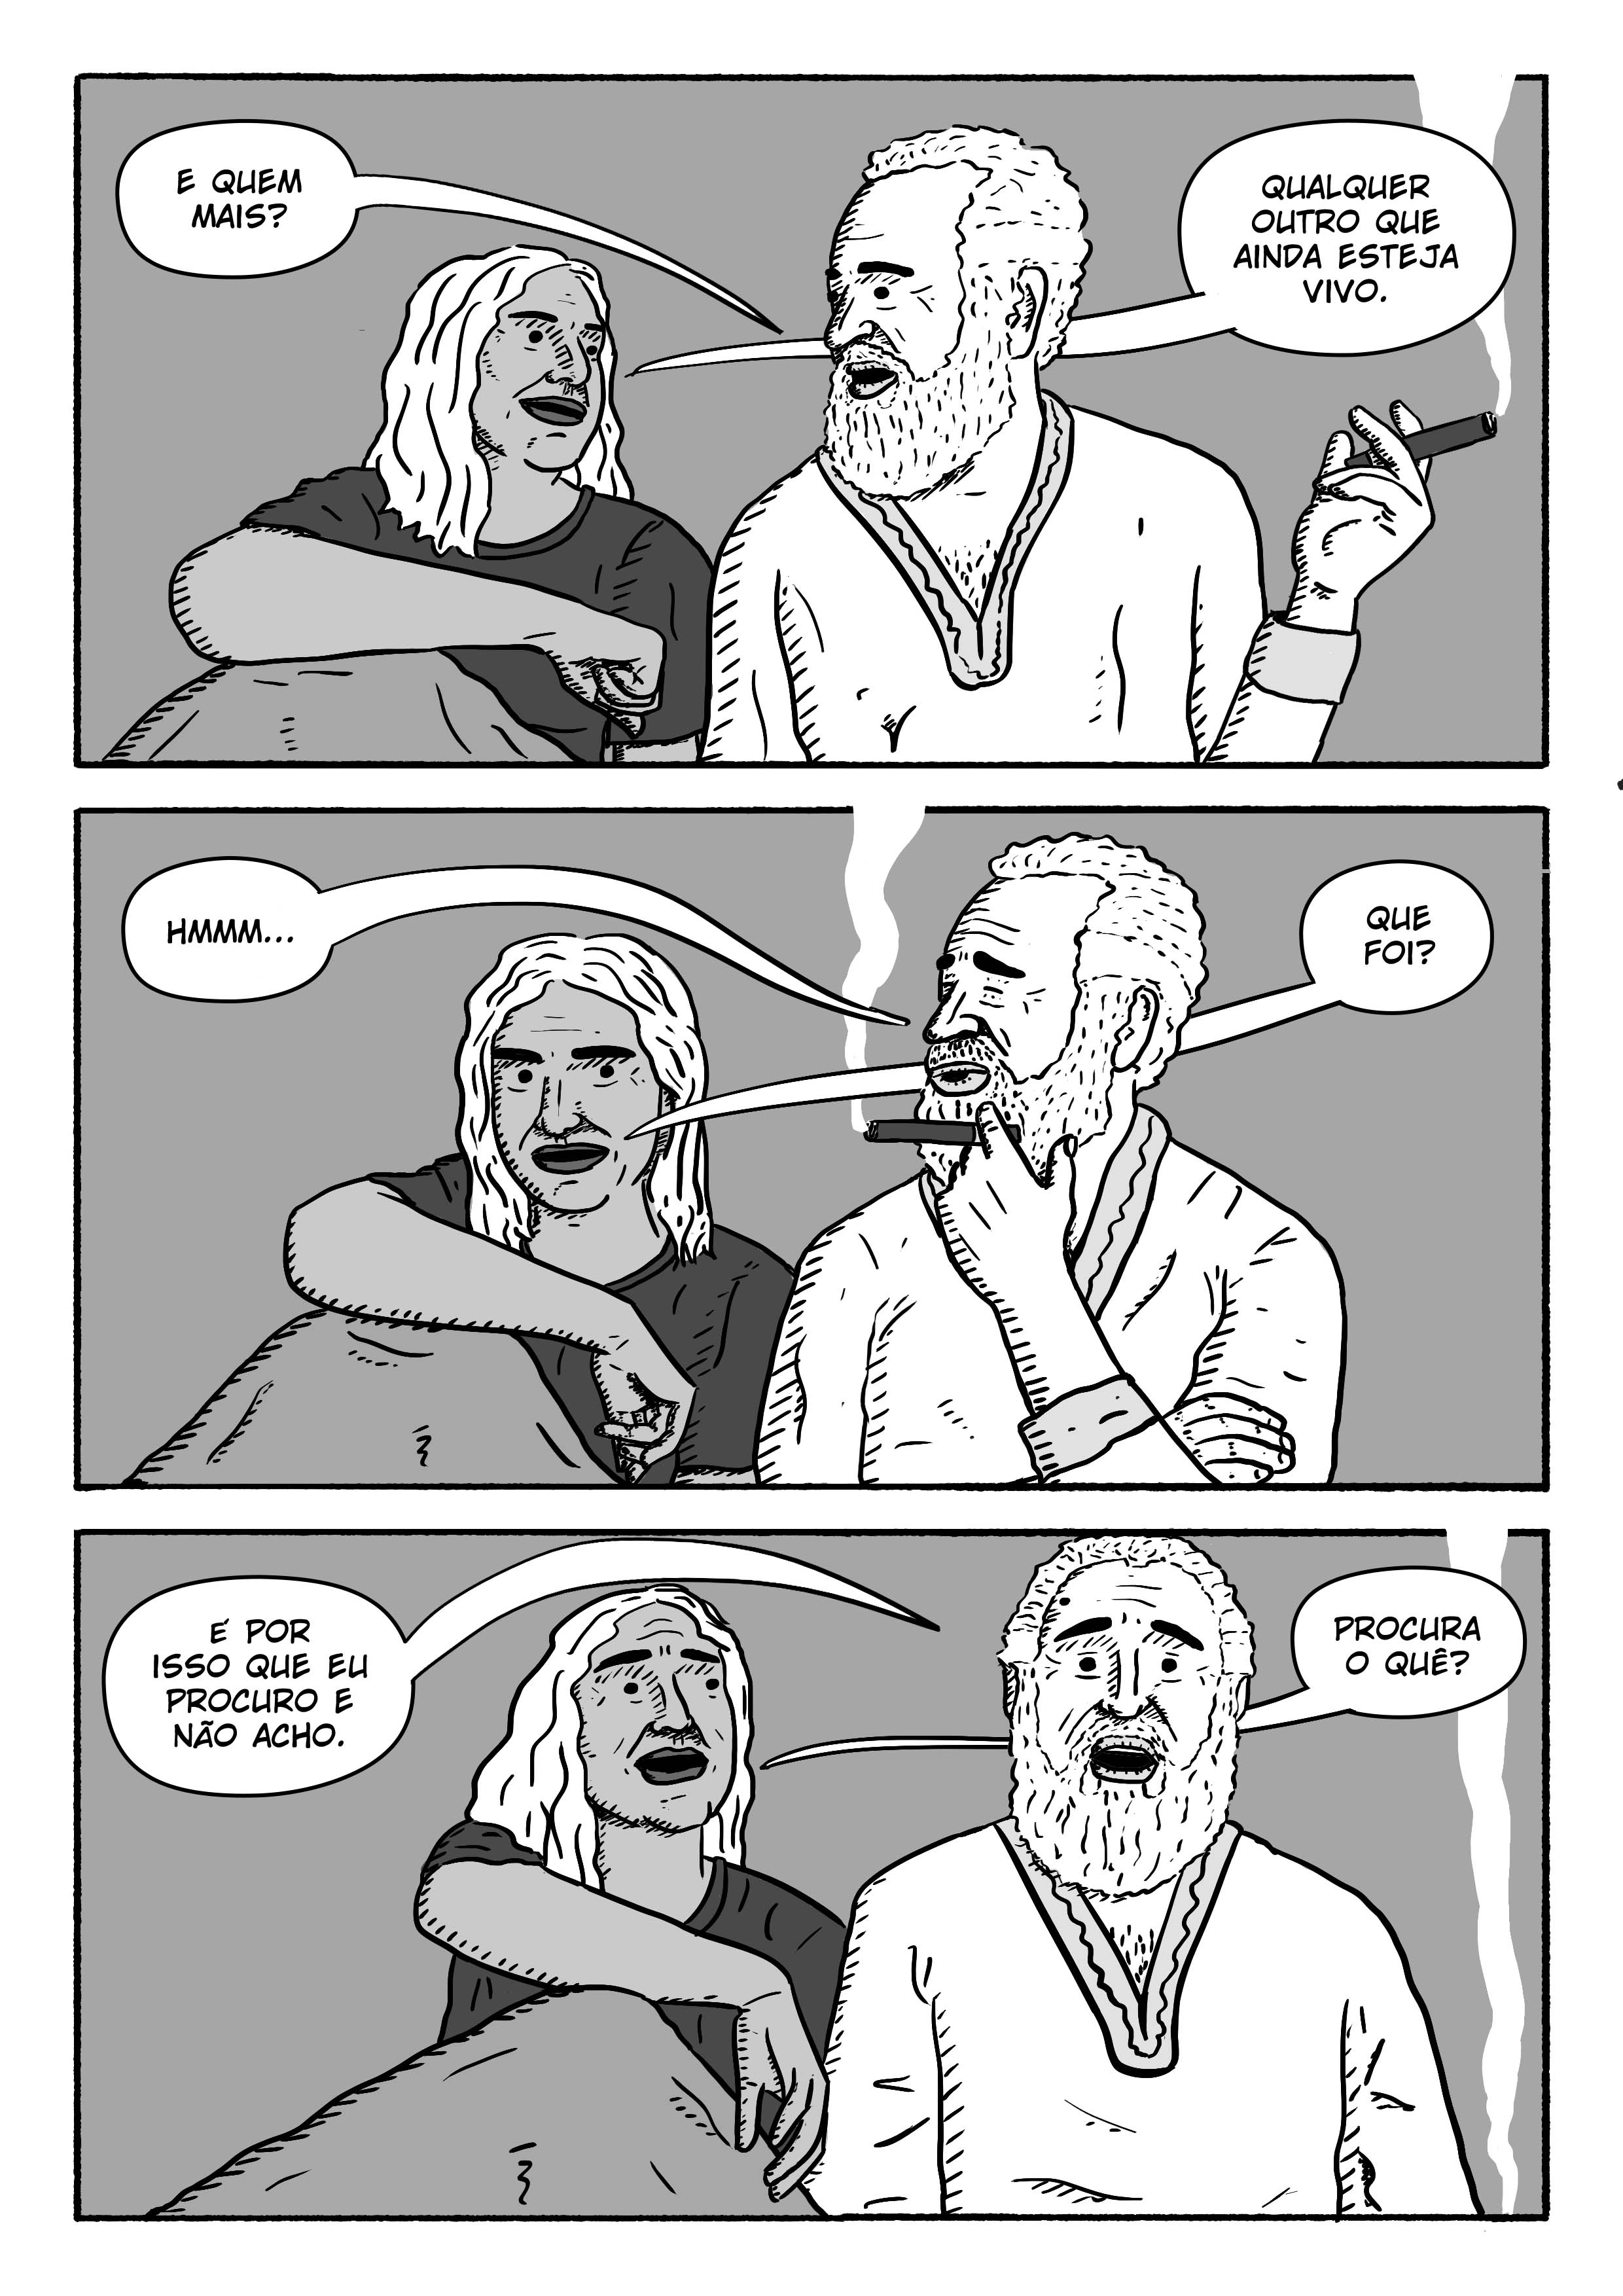 E QUEM
MAIS?
QUALQUER
OUTRO QUE
AINDA ESTEJA
VIVO.
HMMM...
QUE
FOI?
É POR
ISSO QUE EU
PROCURO E
NÃO ACHO.
PROCURA
O QUÊ?